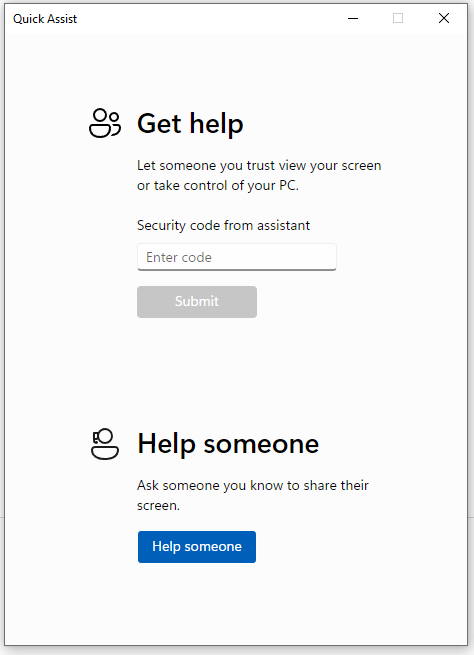 Quick Assist
Get help
Let someone you trust view your screen
or take control of your PC.
Security code from assistant
Enter code
Submit
Help someone
Ask someone you know to share their
screen.
Help someone